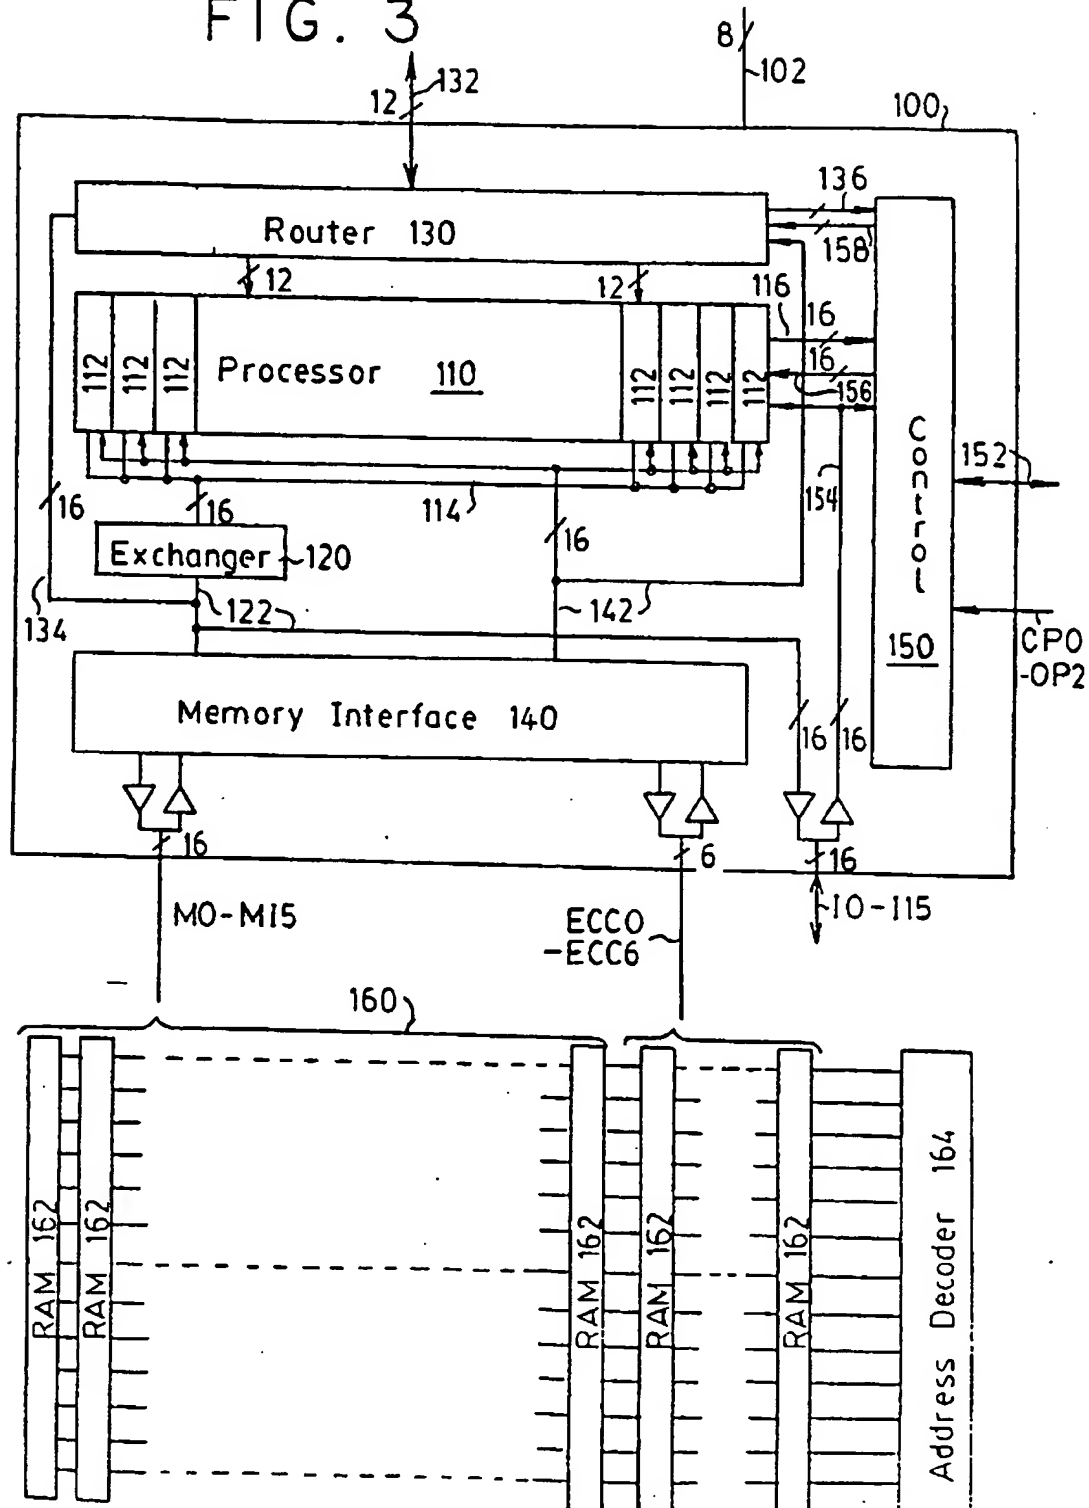 FIG. 3
8
102
132
12
100
136
Router 130
158
12
12
116
16
112
112
112
Processor 110
112
112
112
112
16
156
Control
150
152
154
16
16
114
16
Exchanger
120
134
122
142
CPO
-OP2
Memory Interface 140
16
16
16
6
16
M0-M15
ECC0
-ECC6
I0-I15
160
RAM 162
RAM 162
RAM 162
RAM 162
RAM 162
Address Decoder 164